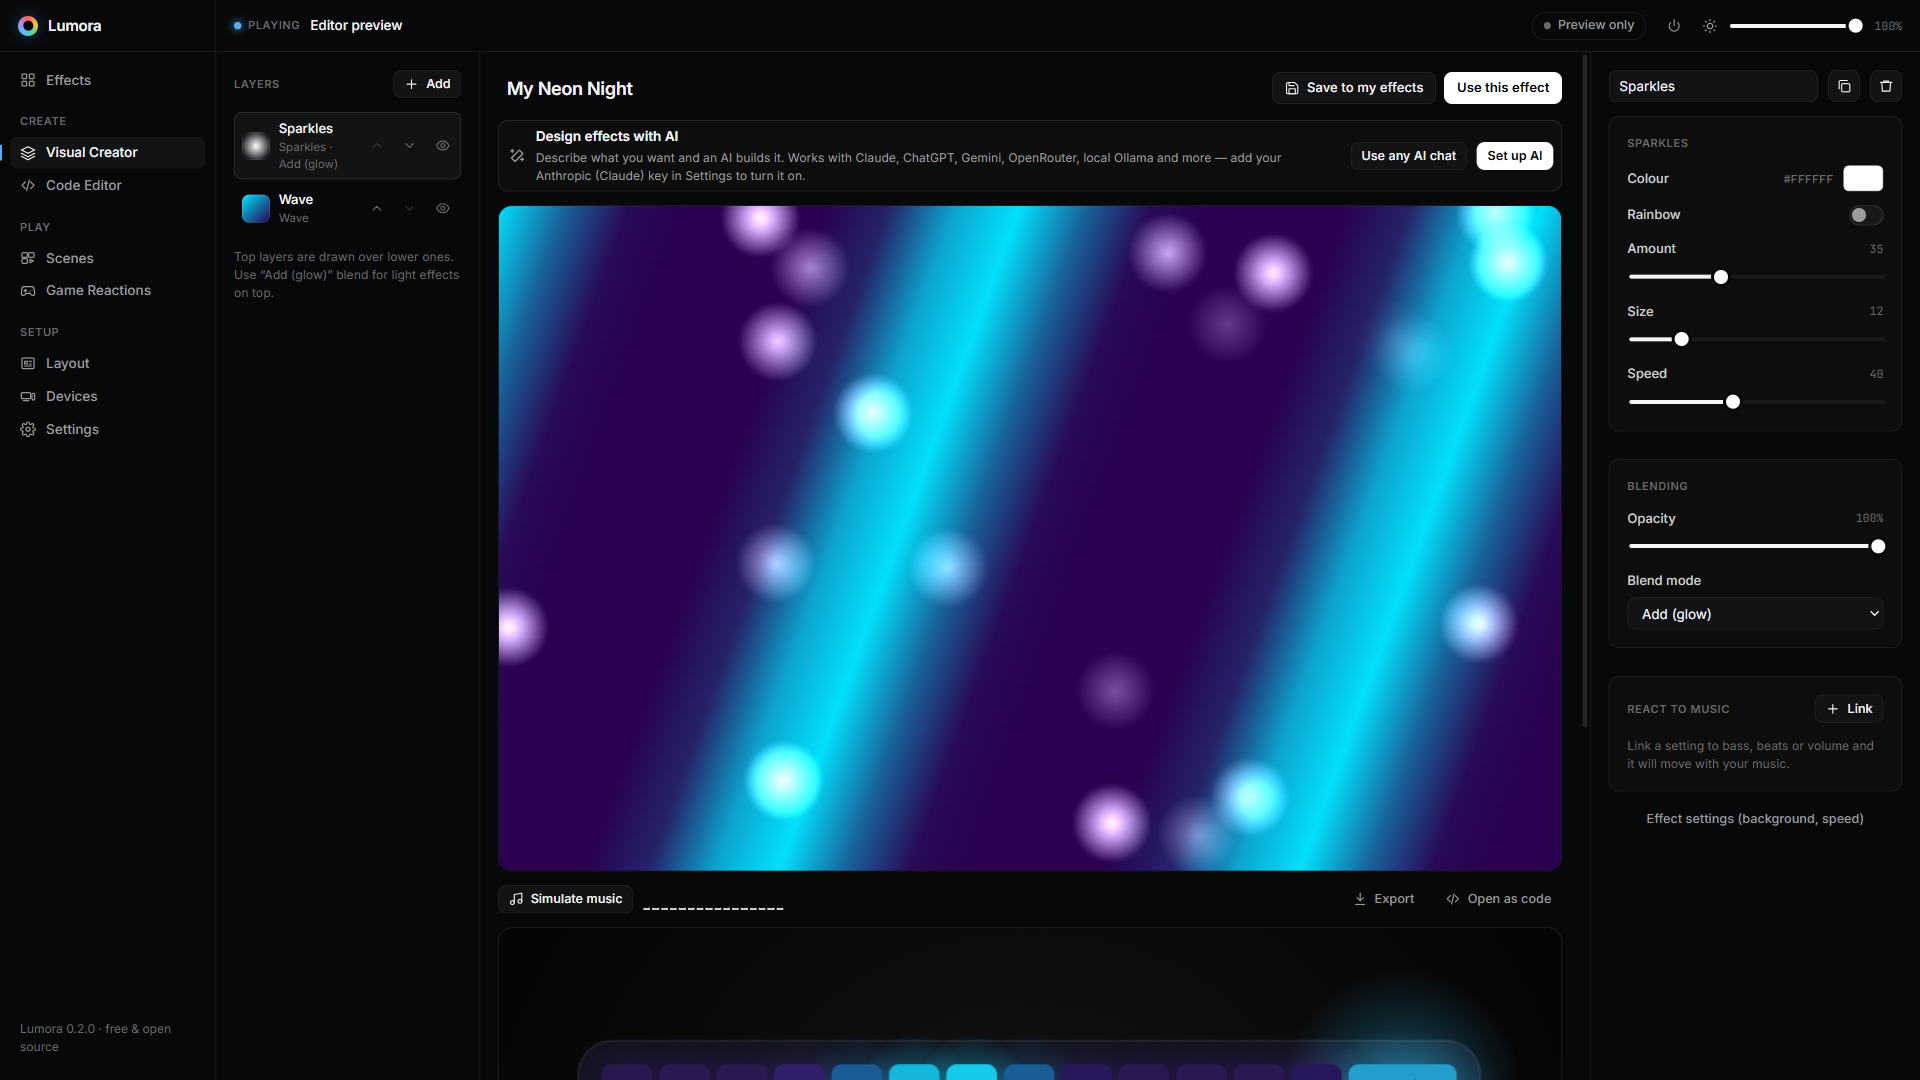 Lumora
PLAYING Editor preview
Preview only
100%
Effects
CREATE
Visual Creator
Code Editor
PLAY
Scenes
Game Reactions
SETUP
Layout
Devices
Settings
Lumora 0.2.0 · free & open
source
LAYERS
Add
Sparkles
Sparkles ·
Add (glow)
Wave
Wave
Top layers are drawn over lower ones.
Use “Add (glow)” blend for light effects
on top.
My Neon Night
Save to my effects
Use this effect
Design effects with AI
Describe what you want and an AI builds it. Works with Claude, ChatGPT, Gemini, OpenRouter, local Ollama and more — add your
Anthropic (Claude) key in Settings to turn it on.
Use any AI chat
Set up AI
Simulate music
Export
Open as code
Sparkles
SPARKLES
Colour #FFFFFF
Rainbow
Amount 35
Size 12
Speed 40
BLENDING
Opacity 100%
Blend mode
Add (glow)
REACT TO MUSIC
Link
Link a setting to bass, beats or volume and
it will move with your music.
Effect settings (background, speed)